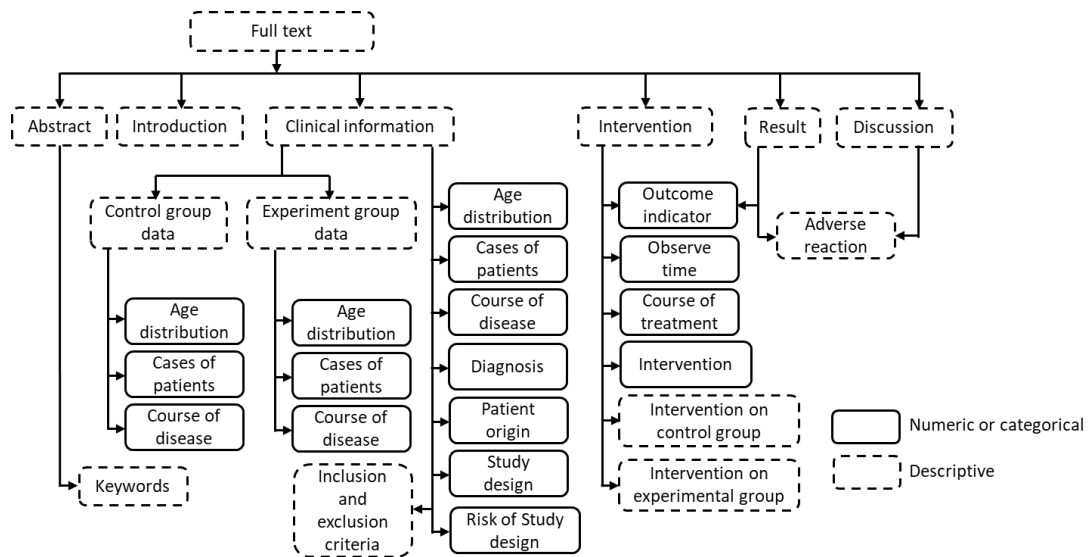 Full text
Abstract
Introduction
Clinical information
Intervention
Result
Discussion
Control group
data
Experiment group
data
Age
distribution
Cases of
patients
Course of
disease
Age
distribution
Cases of
patients
Course of
disease
Age
distribution
Cases of
patients
Course of
disease
Diagnosis
Patient
origin
Study
design
Risk of Study
design
Inclusion
and
exclusion
criteria
Keywords
Outcome
indicator
Observe
time
Course of
treatment
Intervention
Intervention on
control group
Intervention on
experimental group
Adverse
reaction
Numeric or categorical
Descriptive